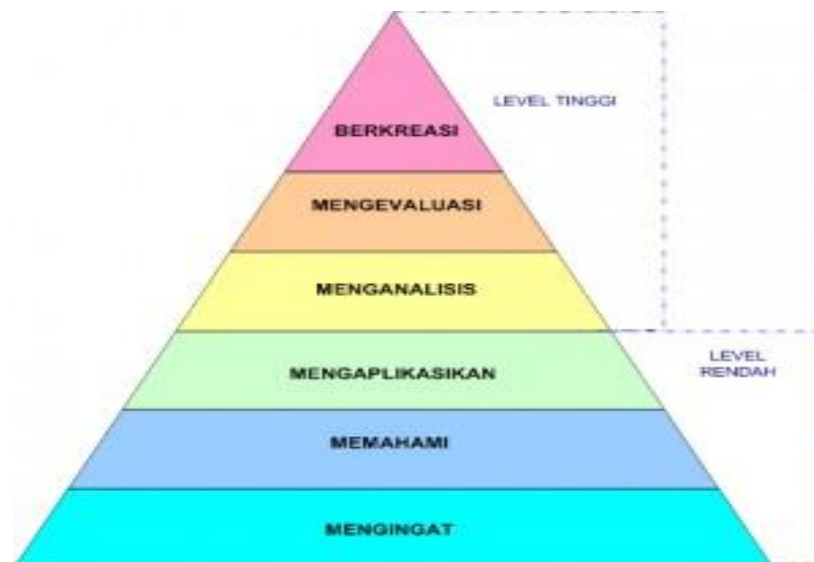 BERKREASI
LEVEL TINGGI
MENGEVALUASI
MENGANALISIS
MENGAPLIKASIKAN
LEVEL
RENDAH
MEMAHAMI
MENGINGAT